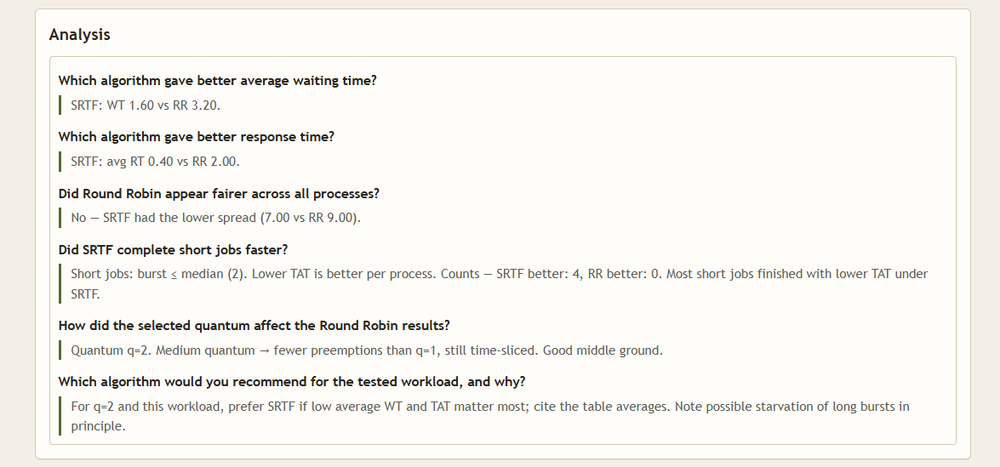 Analysis
Which algorithm gave better average waiting time?
SRTF: WT 1.60 vs RR 3.20.
Which algorithm gave better response time?
SRTF: avg RT 0.40 vs RR 2.00.
Did Round Robin appear fairer across all processes?
No — SRTF had the lower spread (7.00 vs RR 9.00).
Did SRTF complete short jobs faster?
Short jobs: burst ≤ median (2). Lower TAT is better per process. Counts — SRTF better: 4, RR better: 0. Most short jobs finished with lower TAT under
SRTF.
How did the selected quantum affect the Round Robin results?
Quantum q=2. Medium quantum → fewer preemptions than q=1, still time-sliced. Good middle ground.
Which algorithm would you recommend for the tested workload, and why?
For q=2 and this workload, prefer SRTF if low average WT and TAT matter most; cite the table averages. Note possible starvation of long bursts in
principle.